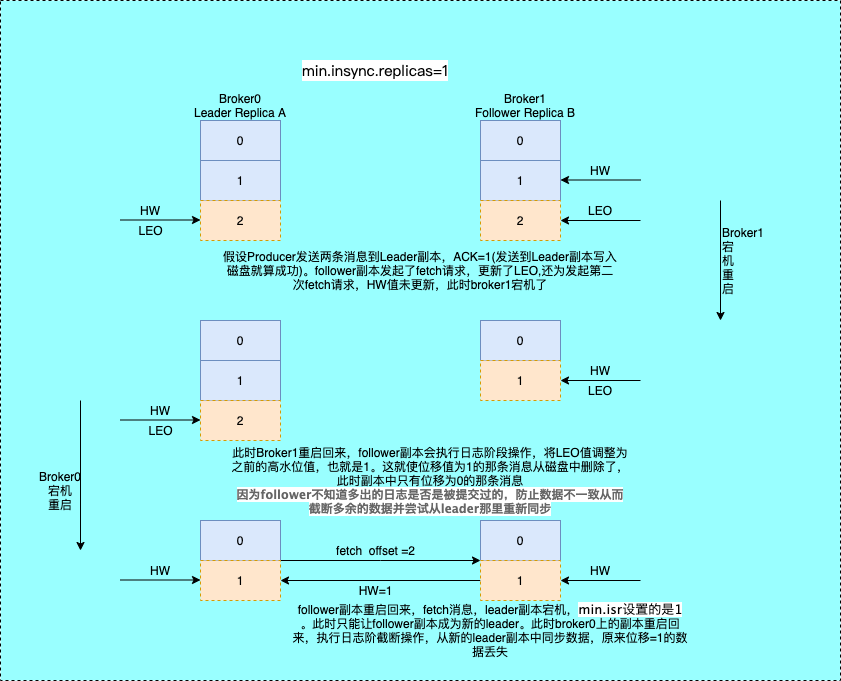 min.insync.replicas=1
Broker0
Leader Replica A
Broker1
Follower Replica B
0
0
1
1
HW
HW
LEO
2
2
LEO
Broker1
宕
机
重
启
假设Producer发送两条消息到Leader副本，ACK=1(发送到Leader副本写入
磁盘就算成功)。follower副本发起了fetch请求，更新了LEO,还为发起第二
次fetch请求，HW值未更新，此时broker1宕机了
0
0
1
1
HW
LEO
HW
LEO
2
Broker0
宕机
重启
此时Broker1重启回来，follower副本会执行日志阶段操作，将LEO值调整为
之前的高水位值，也就是1。这就使位移值为1的那条消息从磁盘中删除了，
此时副本中只有位移为0的那条消息
因为follower不知道多出的日志是否是被提交过的，防止数据不一致从而
截断多余的数据并尝试从leader那里重新同步
0
0
fetch offset =2
HW
1
1
HW
HW=1
follower副本重启回来，fetch消息，leader副本宕机，min.isr设置的是1
。此时只能让follower副本成为新的leader。此时broker0上的副本重启回
来，执行日志阶截断操作，从新的leader副本中同步数据，原来位移=1的数
据丢失